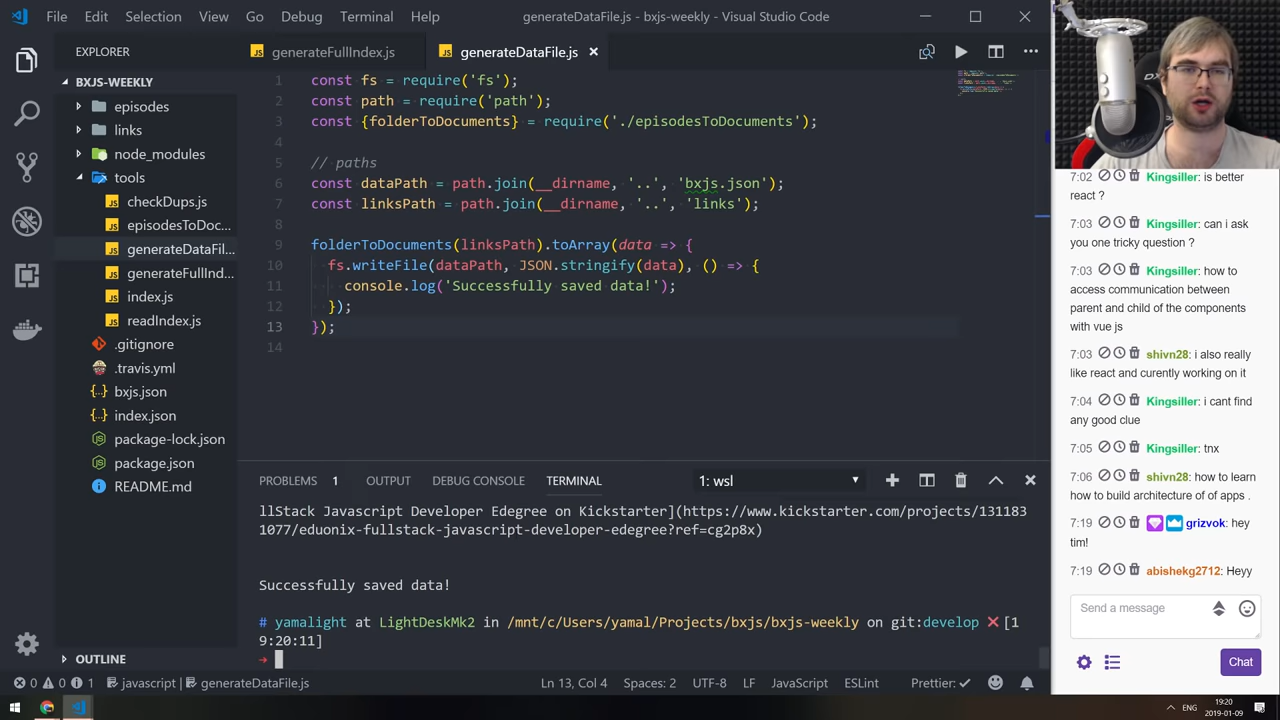 File Edit Selection View Go Debug Terminal Help generateDataFile.js - bxjs-weekly - Visual Studio Code
EXPLORER
BXJS-WEEKLY
episodes
links
node_modules
tools
checkDups.js
episodesToDoc...
generateDataFil...
generateFullInd...
index.js
readIndex.js
.gitignore
.travis.yml
bxjs.json
index.json
package-lock.json
package.json
README.md
OUTLINE
JS generateFullIndex.js JS generateDataFile.js
1 const fs = require('fs');
2 const path = require('path');
3 const {folderToDocuments} = require('./episodesToDocuments');
4
5 // paths
6 const dataPath = path.join(__dirname, '..', 'bxjs.json');
7 const linksPath = path.join(__dirname, '..', 'links');
8
9 folderToDocuments(linksPath).toArray(data => {
10 fs.writeFile(dataPath, JSON.stringify(data), () => {
11 console.log('Successfully saved data!');
12 });
13 });
14
PROBLEMS 1 OUTPUT DEBUG CONSOLE TERMINAL 1: wsl
llStack Javascript Developer Edegree on Kickstarter](https://www.kickstarter.com/projects/131183
1077/eduonix-fullstack-javascript-developer-edegree?ref=cg2p8x)
Successfully saved data!
# yamalight at LightDeskMk2 in /mnt/c/Users/yamal/Projects/bxjs/bxjs-weekly on git:develop ❌ [1
9:20:11]
→
0 0 1 javascript | generateDataFile.js Ln 13, Col 4 Spaces: 2 UTF-8 LF JavaScript ESLint Prettier: ✓
7:02 Kingsiller: is better
react ?
7:03 Kingsiller: can i ask
you one tricky question ?
7:03 Kingsiller: how to
access communication between
parent and child of the components
with vue js
7:03 shivn28: i also really
like react and curently working on it
7:04 Kingsiller: i cant find
any good clue
7:05 Kingsiller: tnx
7:06 shivn28: how to learn
how to build architecture of of apps .
7:19 grizvok: hey
tim!
7:19 abishekg2712: Heyy
Send a message
Chat
ENG
19:20
2019-01-09